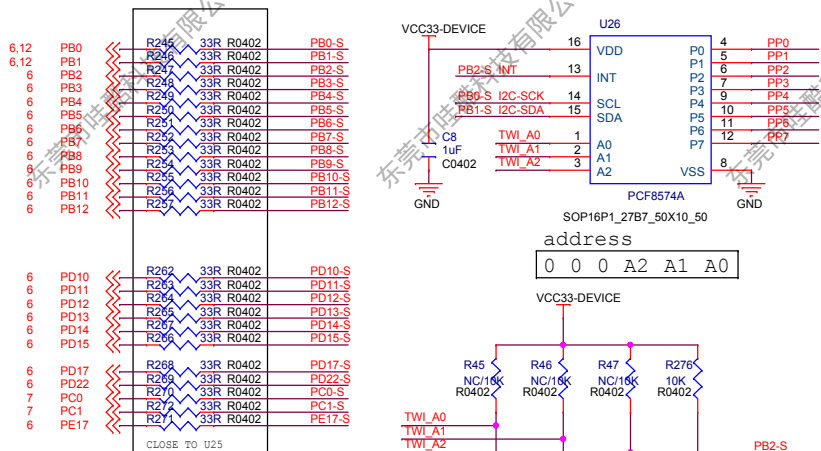 6,12 PB0 R245 33R R0402 PB0-S
6,12 PB1 R246 33R R0402 PB1-S
6 PB2 R247 33R R0402 PB2-S
6 PB3 R248 33R R0402 PB3-S
6 PB4 R249 33R R0402 PB4-S
6 PB5 R250 33R R0402 PB5-S
6 PB6 R251 33R R0402 PB6-S
6 PB7 R252 33R R0402 PB7-S
6 PB8 R253 33R R0402 PB8-S
6 PB9 R254 33R R0402 PB9-S
6 PB10 R255 33R R0402 PB10-S
6 PB11 R256 33R R0402 PB11-S
6 PB12 R257 33R R0402 PB12-S
6 PD10 R262 33R R0402 PD10-S
6 PD11 R263 33R R0402 PD11-S
6 PD12 R264 33R R0402 PD12-S
6 PD13 R265 33R R0402 PD13-S
6 PD14 R267 33R R0402 PD14-S
6 PD15 R266 33R R0402 PD15-S
6 PD17 R268 33R R0402 PD17-S
6 PD22 R269 33R R0402 PD22-S
7 PC0 R270 33R R0402 PC0-S
7 PC1 R272 33R R0402 PC1-S
6 PE17 R271 33R R0402 PE17-S
CLOSE TO U25
VCC33-DEVICE
U26
16 VDD P0 4 PP0
P1 5 PP1
PB2-S INT 13 INT P2 6 PP2
P3 7 PP3
PB0-S I2C-SCK 14 SCL P4 9 PP4
PB1-S I2C-SDA 15 SDA P5 10 PP5
P6 11 PP6
P7 12 PP7
C8
1uF
C0402
TWI_A0 1 A0
TWI_A1 2 A1
TWI_A2 3 A2
VSS 8
GND
GND
PCF8574A
SOP16P1_27B7_50X10_50
address
0 0 0 A2 A1 A0
VCC33-DEVICE
R45 R46 R47 R276
NC/10K NC/10K NC/10K 10K
R0402 R0402 R0402 R0402
TWI_A0
TWI_A1
TWI_A2
PB2-S